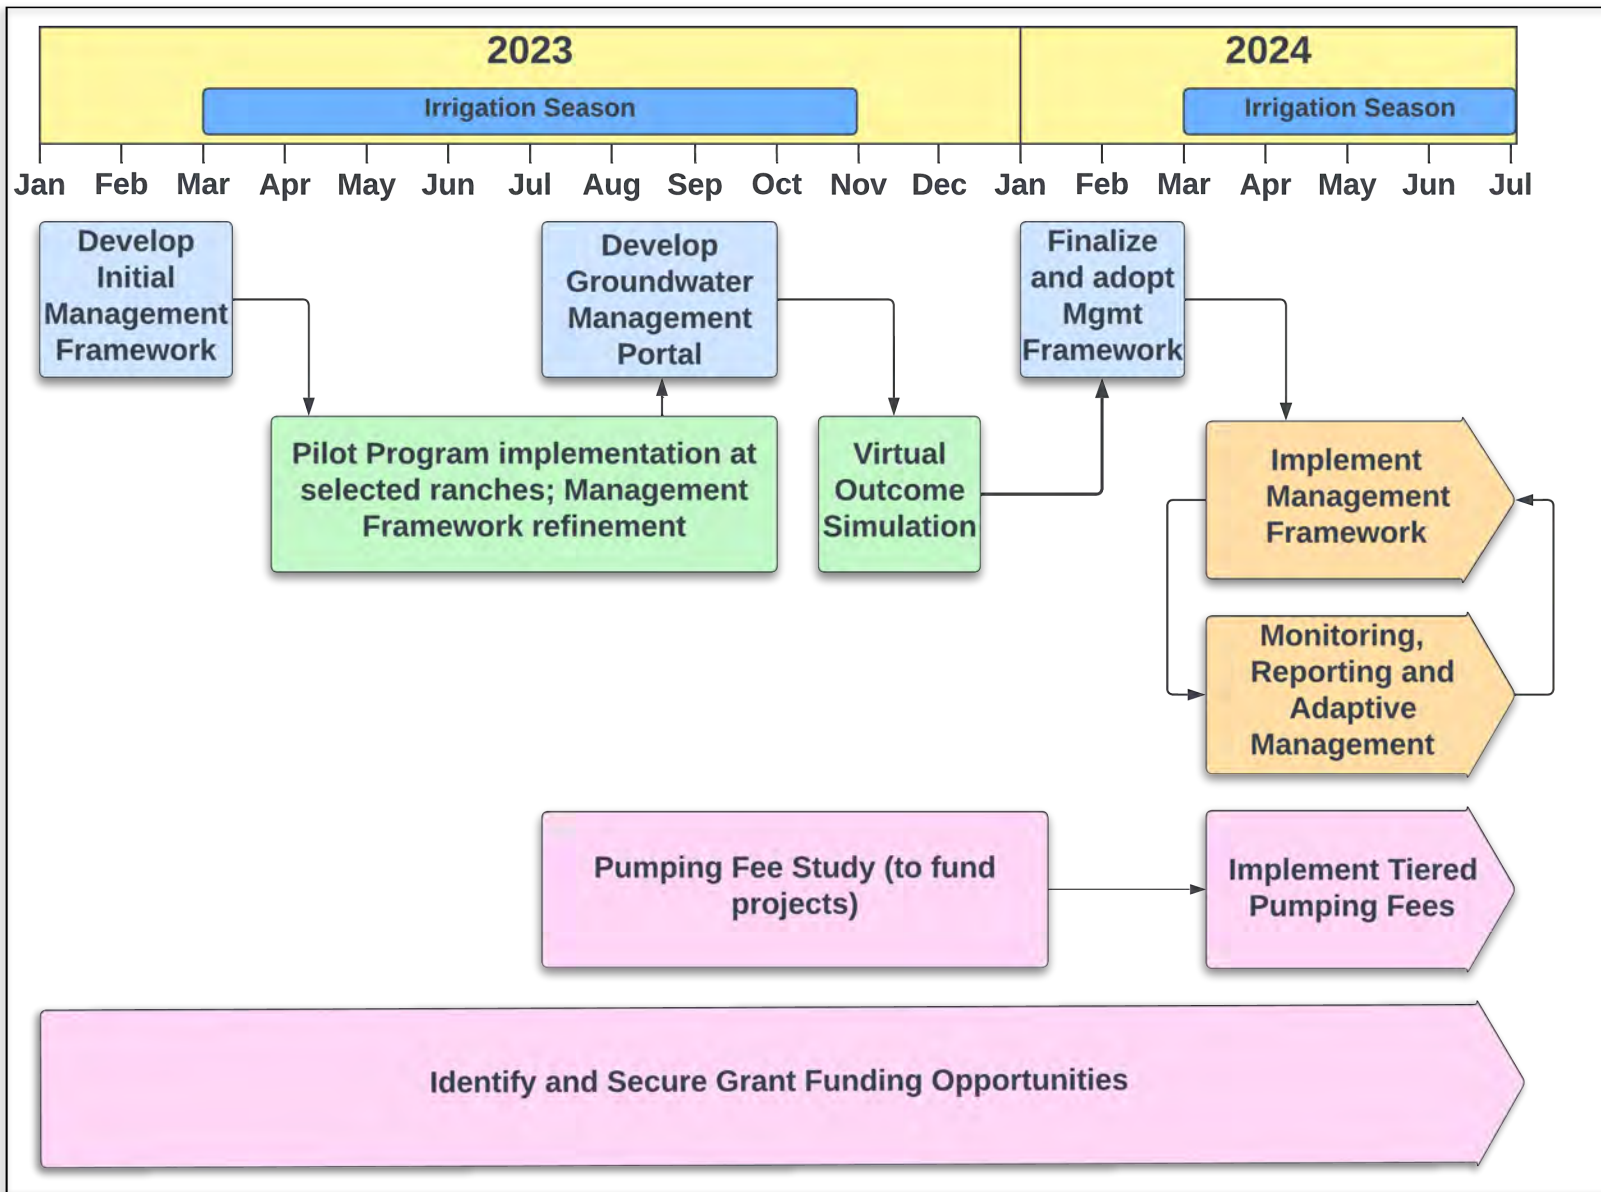 2023
2024
Irrigation Season
Irrigation Season
Jan Feb Mar Apr May Jun Jul Aug Sep Oct Nov Dec Jan Feb Mar Apr May Jun Jul
Develop
Initial
Management
Framework
Develop
Groundwater
Management
Portal
Finalize
and adopt
Mgmt
Framework
Pilot Program implementation at
selected ranches; Management
Framework refinement
Virtual
Outcome
Simulation
Implement
Management
Framework
Monitoring,
Reporting and
Adaptive
Management
Pumping Fee Study (to fund
projects)
Implement Tiered
Pumping Fees
Identify and Secure Grant Funding Opportunities